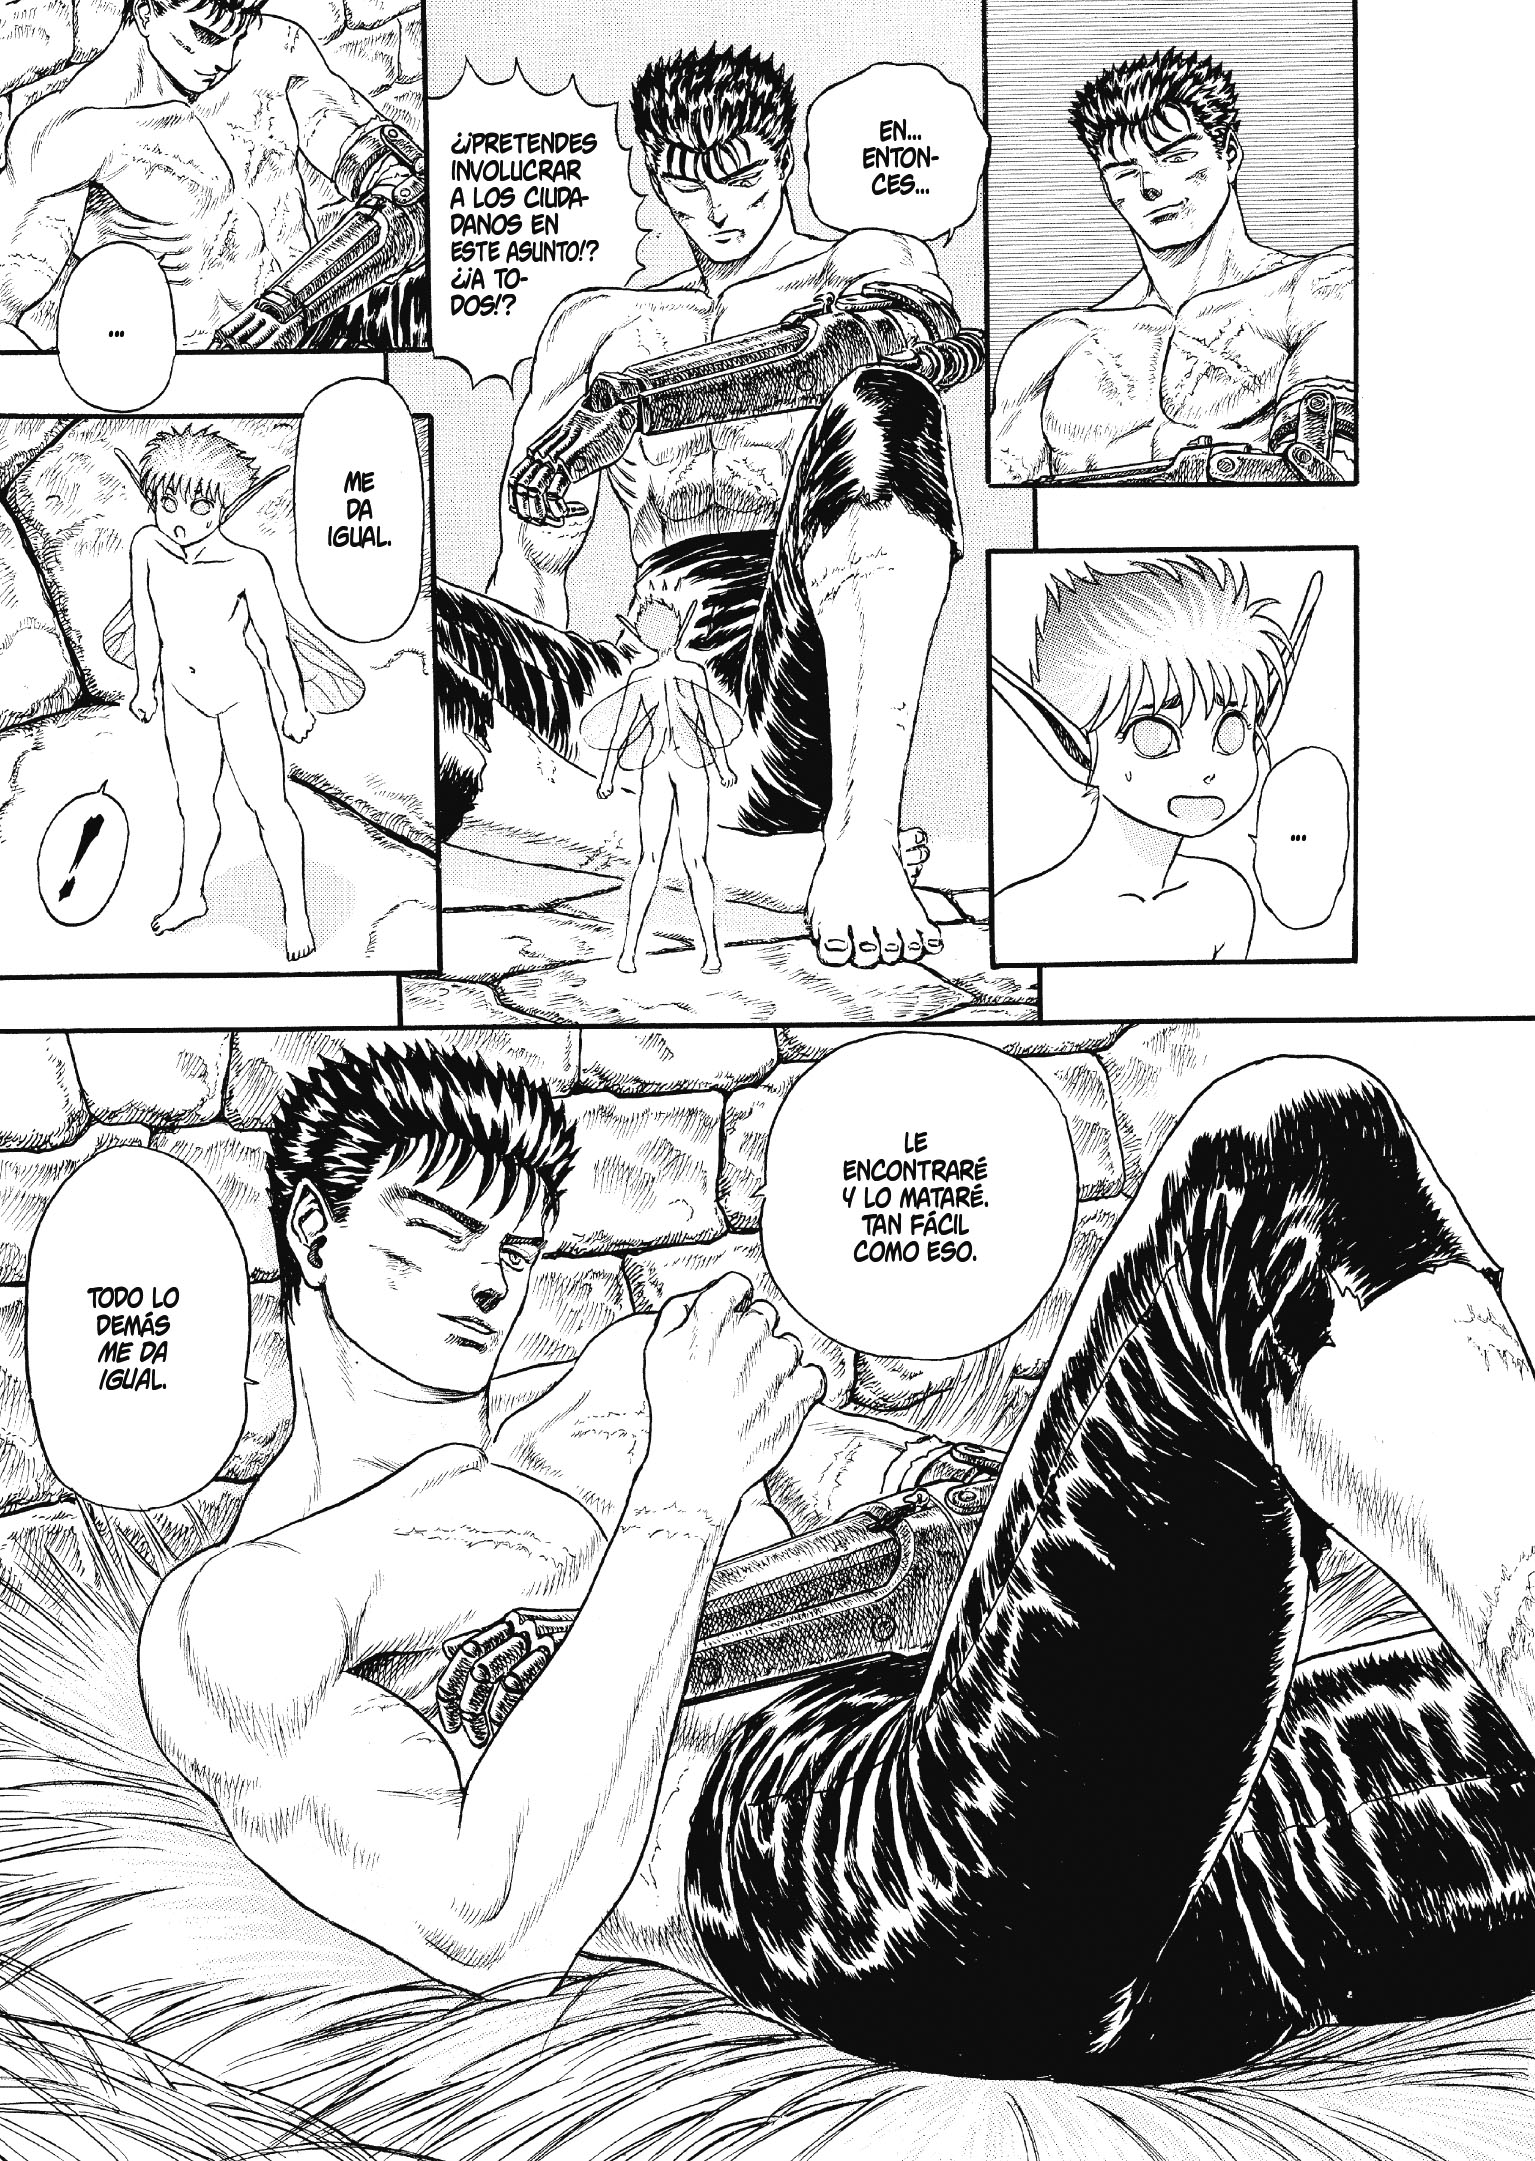 ...
EN...
ENTON-
CES...
¿¡PRETENDES
INVOLUCRAR
A LOS CIUDA-
DANOS EN
ESTE ASUNTO!?
¿¡A TO-
DOS!?
...
ME
DA
IGUAL.
!
LE
ENCONTRARÉ
Y LO MATARÉ.
TAN FÁCIL
COMO ESO.
TODO LO
DEMÁS
ME DA
IGUAL.